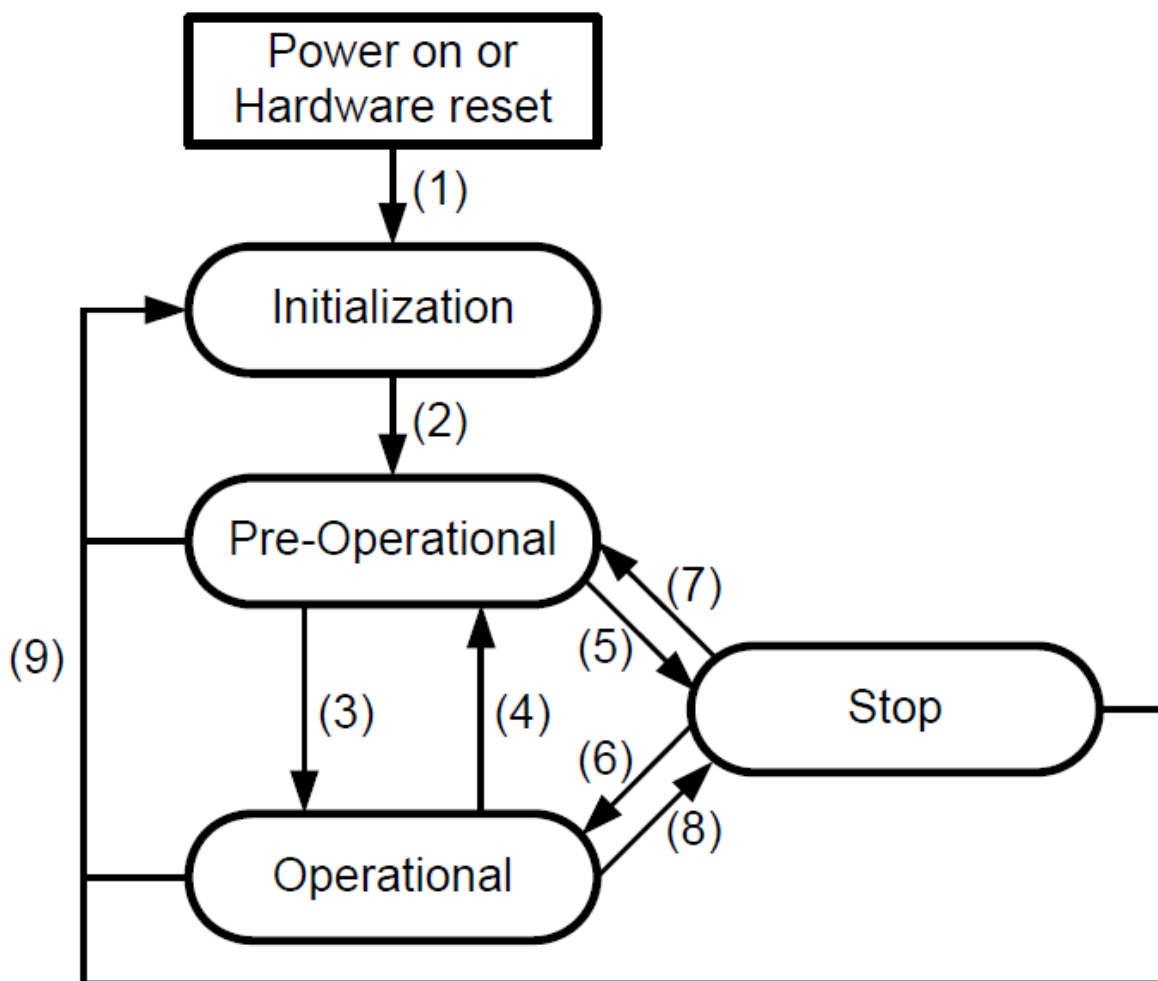 Power on or
Hardware reset
(1)
Initialization
(2)
Pre-Operational
(7)
(5)
(9)
(3)
(4)
Stop
(6)
(8)
Operational